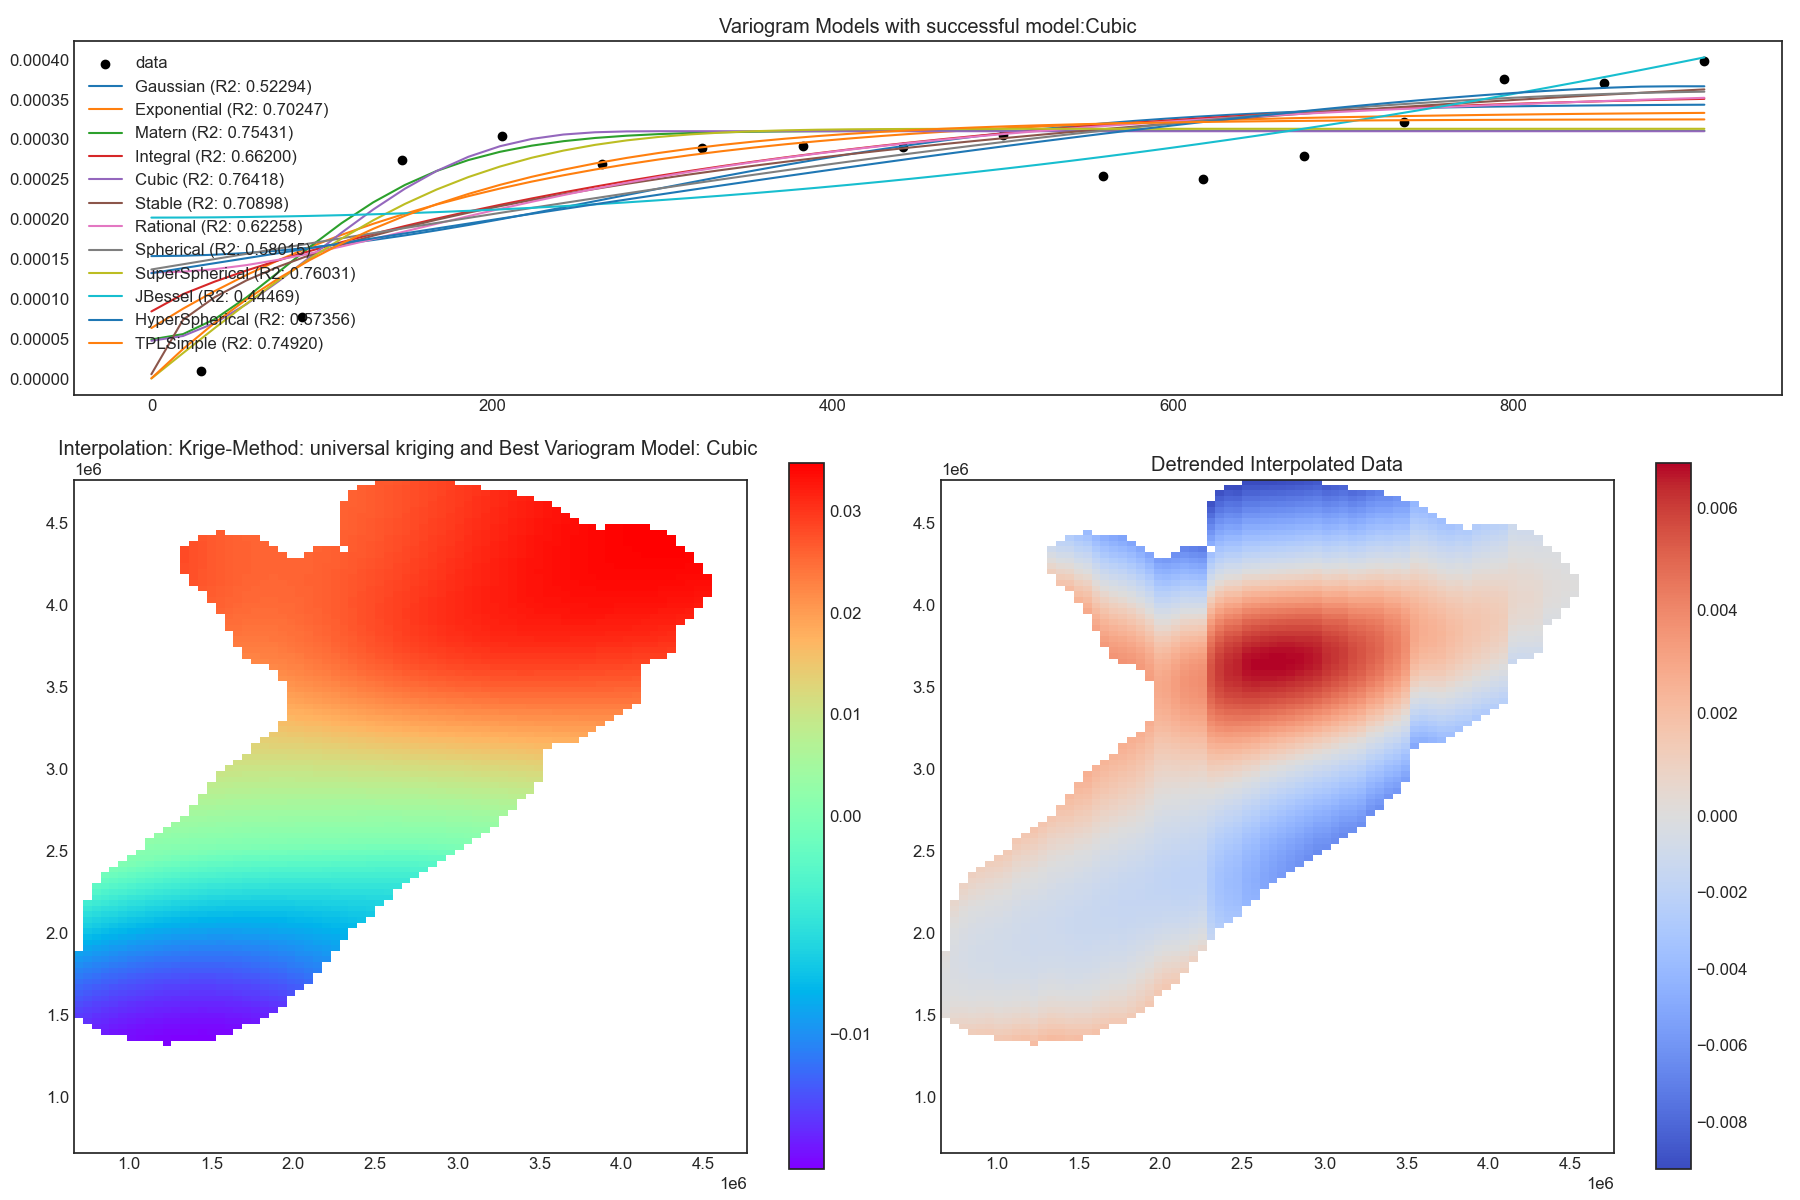 Variogram Models with successful model:Cubic
0.00040
0.00035
0.00030
0.00025
0.00020
0.00015
0.00010
0.00005
0.00000
data
Gaussian (R2: 0.52294)
Exponential (R2: 0.70247)
Matern (R2: 0.75431)
Integral (R2: 0.66200)
Cubic (R2: 0.76418)
Stable (R2: 0.70898)
Rational (R2: 0.62258)
Spherical (R2: 0.58015)
SuperSpherical (R2: 0.76031)
JBessel (R2: 0.44469)
HyperSpherical (R2: 0.57356)
TPLSimple (R2: 0.74920)
0 200 400 600 800
Interpolation: Krige-Method: universal kriging and Best Variogram Model: Cubic
1e6
4.5
4.0
3.5
3.0
2.5
2.0
1.5
1.0
1.0 1.5 2.0 2.5 3.0 3.5 4.0 4.5
1e6
0.03
0.02
0.01
0.00
−0.01
Detrended Interpolated Data
1e6
4.5
4.0
3.5
3.0
2.5
2.0
1.5
1.0
1.0 1.5 2.0 2.5 3.0 3.5 4.0 4.5
1e6
0.006
0.004
0.002
0.000
−0.002
−0.004
−0.006
−0.008